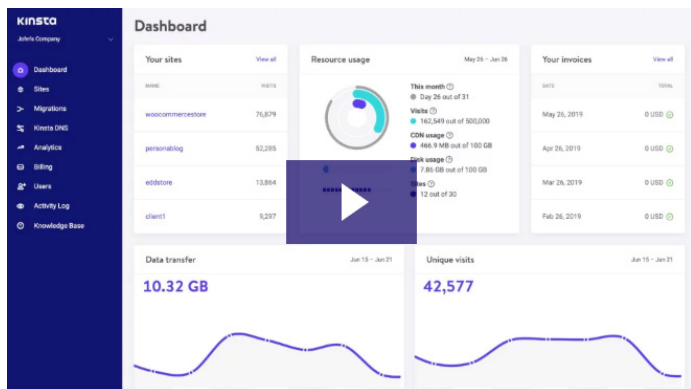 KINSTA
John's Company
Dashboard
Sites
Migrations
Kinsta DNS
Analytics
Billing
Users
Activity Log
Knowledge Base
Dashboard
Your sites View all
NAME VISITS
woocommercestore 76,879
personablog 52,285
eddstore 13,864
client1 9,297
Resource usage May 26 – Jun 26
This month
Day 26 out of 31
Visits
162,549 out of 500,000
CDN usage
466.9 MB out of 100 GB
Disk usage
7.86 GB out of 100 GB
Sites
12 out of 30
Your invoices View all
DATE TOTAL
May 26, 2019 0 USD
Apr 26, 2019 0 USD
Mar 26, 2019 0 USD
Feb 26, 2019 0 USD
Data transfer Jun 15 – Jun 21
10.32 GB
Unique visits Jun 15 – Jun 21
42,577